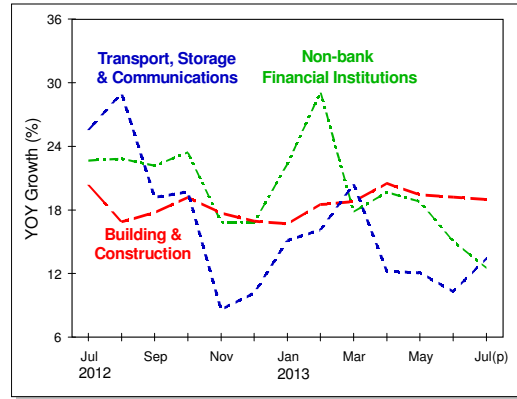 36
30
24
18
12
6
YOY Growth (%)
Transport, Storage
& Communications
Non-bank
Financial Institutions
Building &
Construction
Jul Sep Nov Jan Mar May Jul(p)
2012 2013